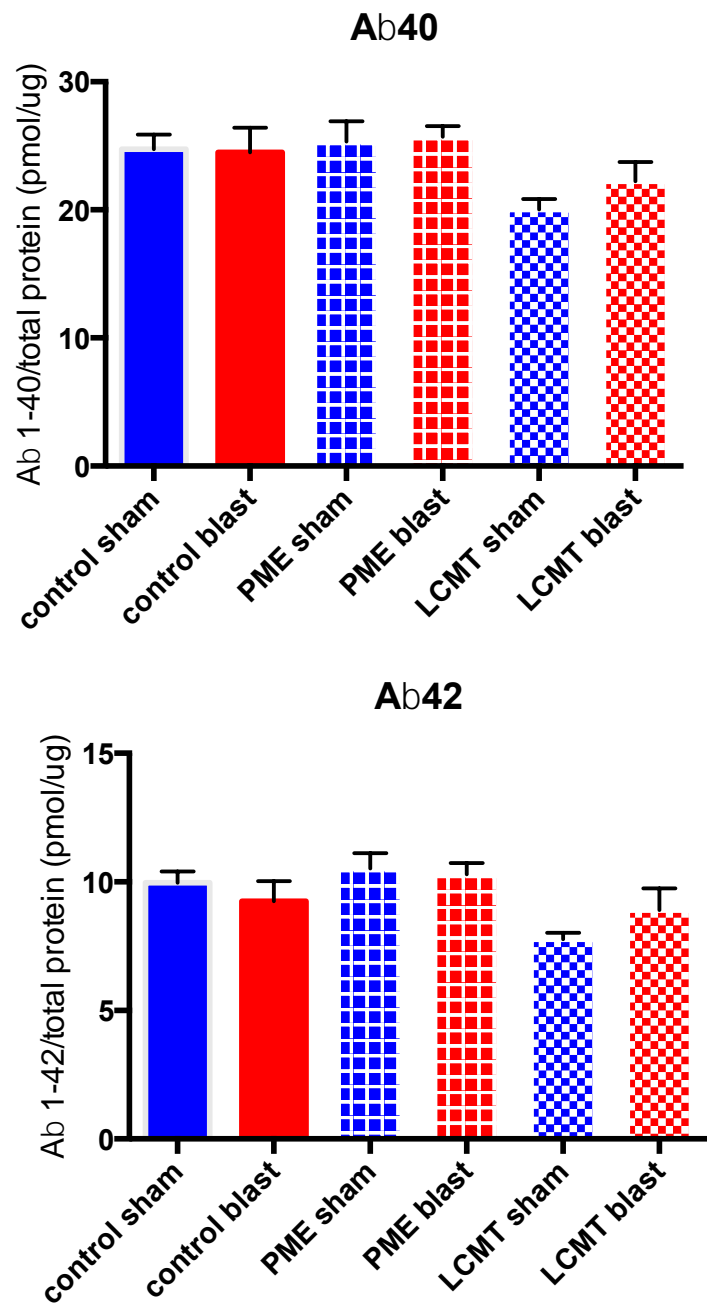 Ab40
Ab 1-40/total protein (pmol/ug)
30
20
10
0
control sham
control blast
PME sham
PME blast
LCMT sham
LCMT blast
Ab42
Ab 1-42/total protein (pmol/ug)
15
10
5
0
control sham
control blast
PME sham
PME blast
LCMT sham
LCMT blast